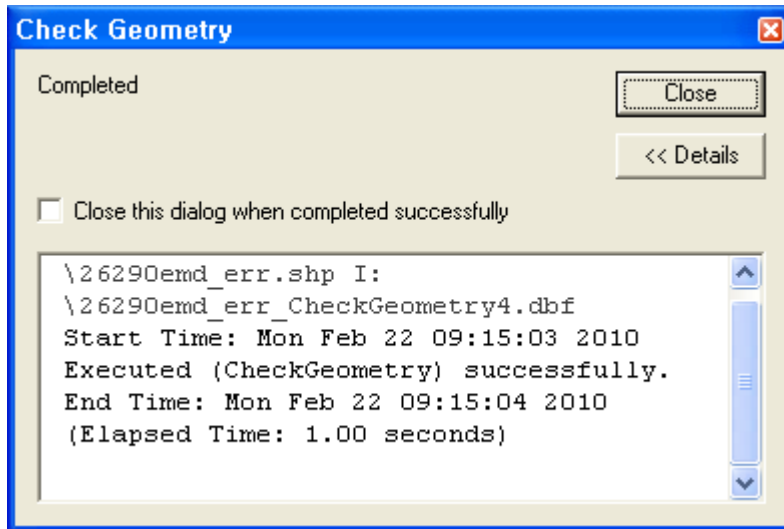 Check Geometry
Completed
Close
<< Details
Close this dialog when completed successfully
\26290emd_err.shp I:
\26290emd_err_CheckGeometry4.dbf
Start Time: Mon Feb 22 09:15:03 2010
Executed (CheckGeometry) successfully.
End Time: Mon Feb 22 09:15:04 2010
(Elapsed Time: 1.00 seconds)